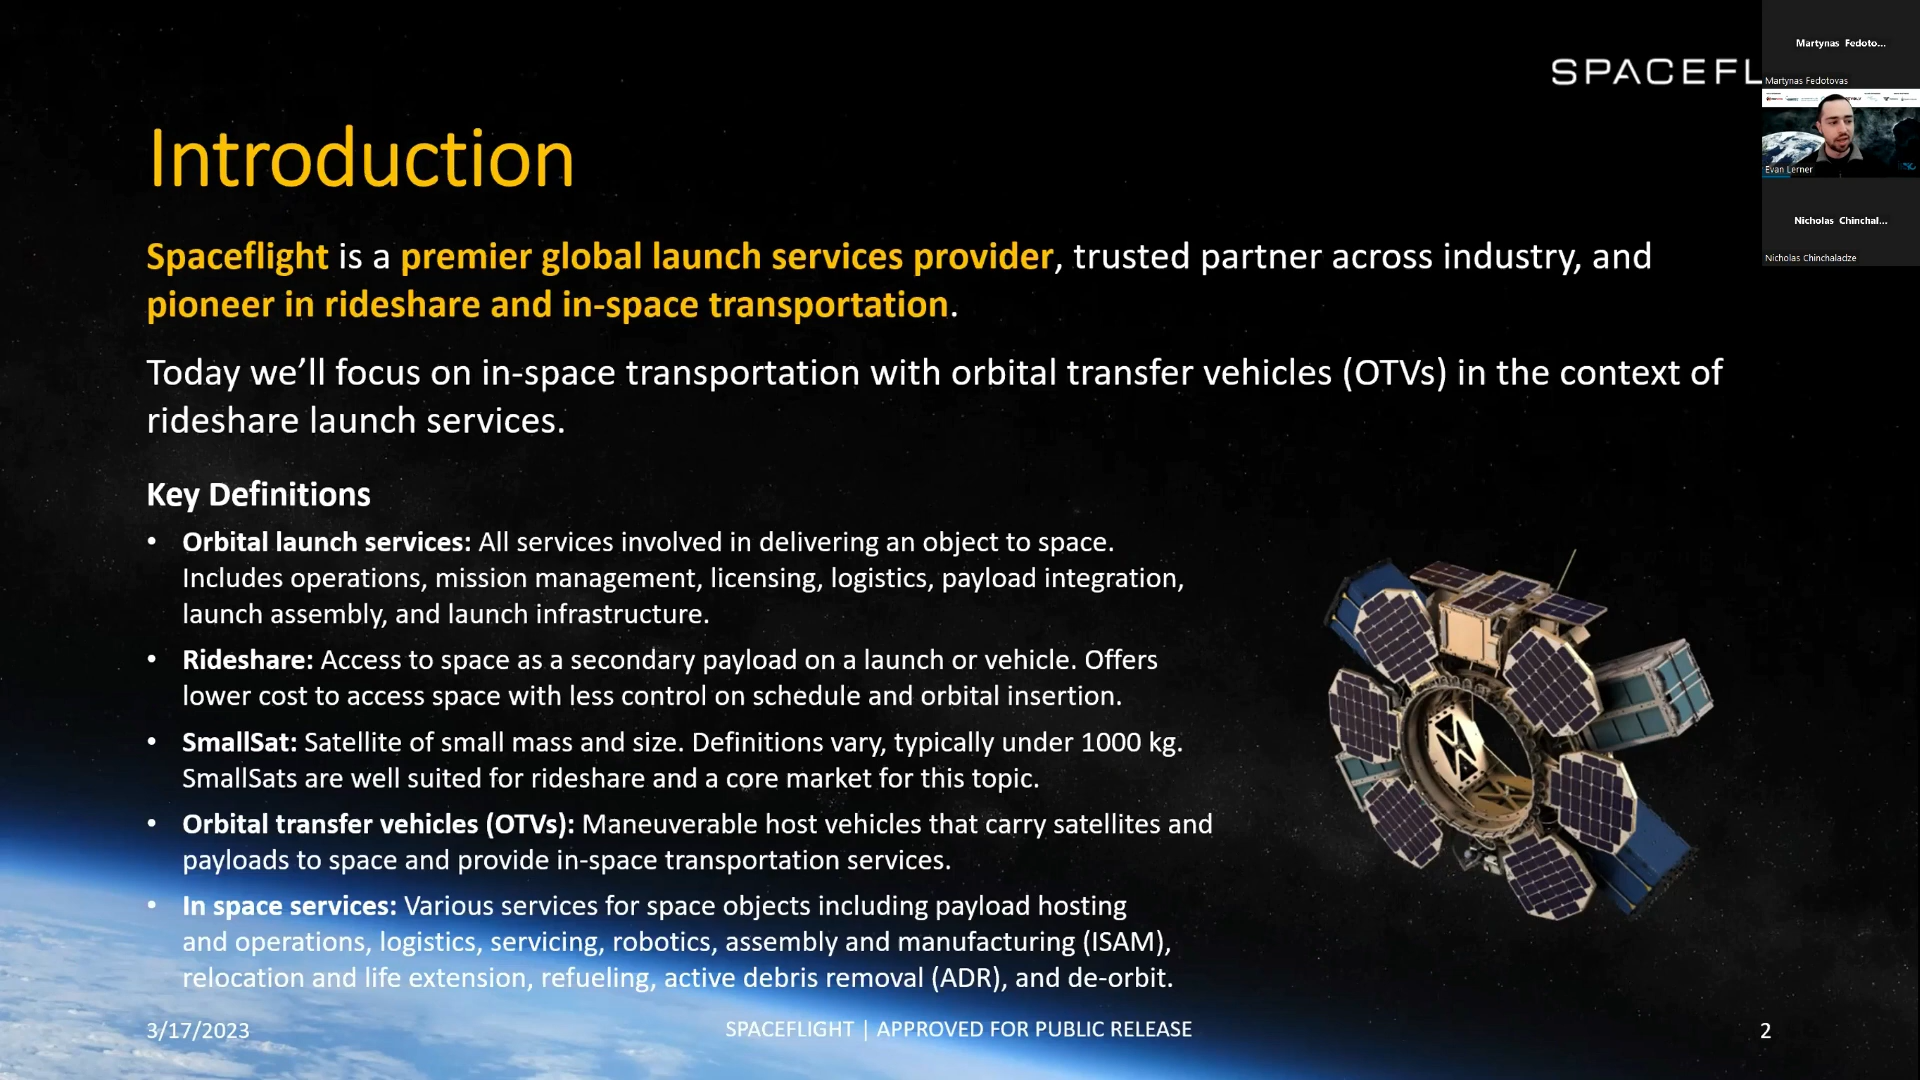 SPACEFL
Martynas Fedoto...
Martynas Fedotovas
Evan Lerner
Nicholas Chinchal...
Nicholas Chinchaladze
Introduction
Spaceflight is a premier global launch services provider, trusted partner across industry, and
pioneer in rideshare and in-space transportation.
Today we’ll focus on in-space transportation with orbital transfer vehicles (OTVs) in the context of
rideshare launch services.
Key Definitions
• Orbital launch services: All services involved in delivering an object to space.
Includes operations, mission management, licensing, logistics, payload integration,
launch assembly, and launch infrastructure.
• Rideshare: Access to space as a secondary payload on a launch or vehicle. Offers
lower cost to access space with less control on schedule and orbital insertion.
• SmallSat: Satellite of small mass and size. Definitions vary, typically under 1000 kg.
SmallSats are well suited for rideshare and a core market for this topic.
• Orbital transfer vehicles (OTVs): Maneuverable host vehicles that carry satellites and
payloads to space and provide in-space transportation services.
• In space services: Various services for space objects including payload hosting
and operations, logistics, servicing, robotics, assembly and manufacturing (ISAM),
relocation and life extension, refueling, active debris removal (ADR), and de-orbit.
3/17/2023
SPACEFLIGHT | APPROVED FOR PUBLIC RELEASE
2